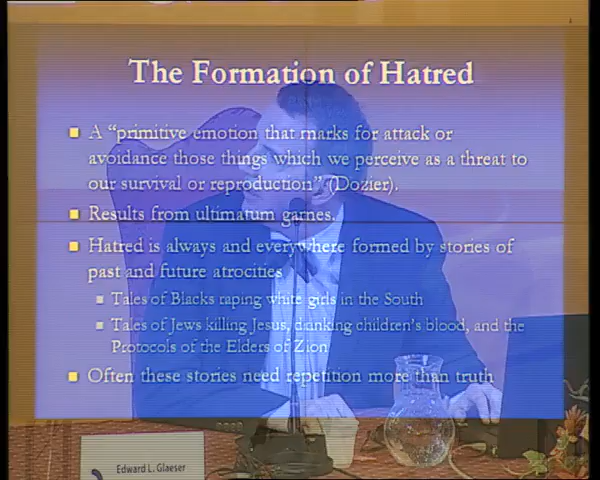 The Formation of Hatred
A “primitive emotion that marks for attack or
avoidance those things which we perceive as a threat to
our survival or reproduction” (Dozier).
Results from ultimatum games.
Hatred is always and everywhere formed by stories of
past and future atrocities
Tales of Blacks raping white girls in the South
Tales of Jews killing Jesus, drinking children's blood, and the
Protocols of the Elders of Zion
Often these stories need repetition more than truth
Edward L. Glaeser